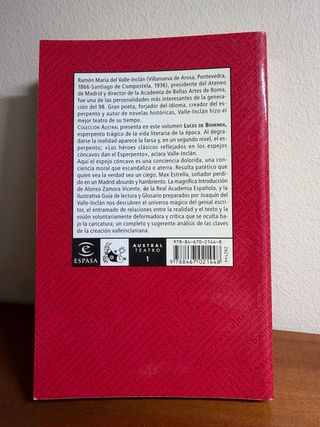 Ramón María del Valle-Inclán (Villanueva de Arosa, Pontevedra,
1866-Santiago de Compostela, 1936), presidente del Ateneo
de Madrid y director de la Academia de Bellas Artes de Roma,
fue una de las personalidades más interesantes de la genera-
ción del 98. Gran poeta, forjador del idioma, creador del es-
perpento y autor de novelas históricas, Valle-Inclán hizo el
mejor teatro de su tiempo.
COLECCIÓN AUSTRAL presenta en este volumen LUCES DE BOHEMIA,
esperpento trágico de la vida literaria de la época. Al degradar-
se la realidad aparece la farsa y, en un segundo nivel, el es-
perpento; «Los héroes clásicos reflejados en los espejos
cóncavos dan el Esperpento», aclara Valle-Inclán.
Aquí el espejo cóncavo es una conciencia dolorida, una con-
ciencia moral que escandaliza o aterra. Resulta patético que
quien ve la verdad sea un ciego, Max Estrella, soñador perdi-
do en un Madrid absurdo y hambriento. La magnífica Introducción
de Alonso Zamora Vicente, de la Real Academia Española, y la
ilustrativa Guía de lectura y Glosario preparados por Joaquín del
Valle-Inclán nos descubren el universo mágico del genial escri-
tor, el entramado de relaciones entre la realidad y el texto y la
visión voluntariamente deformadora y crítica que se oculta ba-
jo la caricatura; un completo y sugerente análisis de las claves
de la creación valleinclaniana.
ESPASA
AUSTRAL
TEATRO
1
978-84-670-2144-8
9788467021448